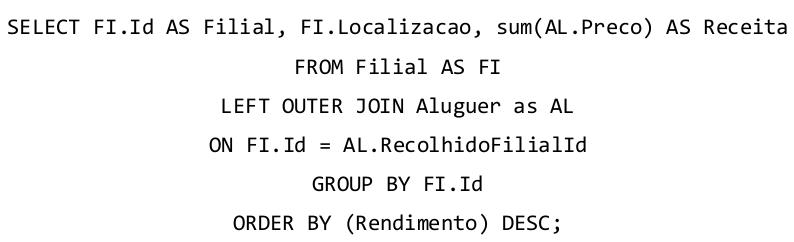 SELECT FI.Id AS Filial, FI.Localizacao, sum(AL.Preco) AS Receita
FROM Filial AS FI
LEFT OUTER JOIN Aluguer as AL
ON FI.Id = AL.RecolhidoFilialId
GROUP BY FI.Id
ORDER BY (Rendimento) DESC;